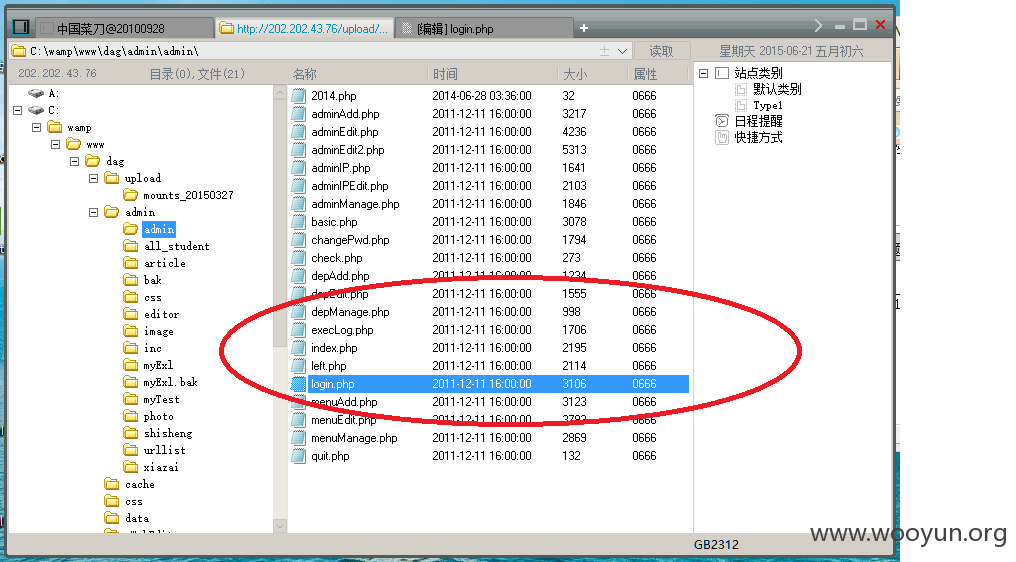 中国菜刀@20100928 http://202.202.43.76/upload/... [编辑] login.php
C:\wamp\www\dag\admin\admin\ 读取 星期天 2015-06-21 五月初六
202.202.43.76 目录(0),文件(21) 名称 时间 大小 属性
A:
C:
wamp
www
dag
upload
mounts_20150327
admin
admin
all_student
article
bak
css
editor
image
inc
myExl
myExl.bak
myTest
photo
shisheng
urllist
xiazai
cache
css
data
2014.php 2014-06-28 03:36:00 32 0666
adminAdd.php 2011-12-11 16:00:00 3217 0666
adminEdit.php 2011-12-11 16:00:00 4236 0666
adminEdit2.php 2011-12-11 16:00:00 5313 0666
adminIP.php 2011-12-11 16:00:00 1641 0666
adminIPEdit.php 2011-12-11 16:00:00 2103 0666
adminManage.php 2011-12-11 16:00:00 1846 0666
basic.php 2011-12-11 16:00:00 3078 0666
changePwd.php 2011-12-11 16:00:00 1794 0666
check.php 2011-12-11 16:00:00 273 0666
depAdd.php 2011-12-11 16:00:00 1234 0666
depEdit.php 2011-12-11 16:00:00 1555 0666
depManage.php 2011-12-11 16:00:00 998 0666
execLog.php 2011-12-11 16:00:00 1706 0666
index.php 2011-12-11 16:00:00 2195 0666
left.php 2011-12-11 16:00:00 2114 0666
login.php 2011-12-11 16:00:00 3106 0666
menuAdd.php 2011-12-11 16:00:00 3123 0666
menuEdit.php 2011-12-11 16:00:00 3792 0666
menuManage.php 2011-12-11 16:00:00 2869 0666
quit.php 2011-12-11 16:00:00 132 0666
站点类别
默认类别
Type1
日程提醒
快捷方式
GB2312
www.wooyun.org